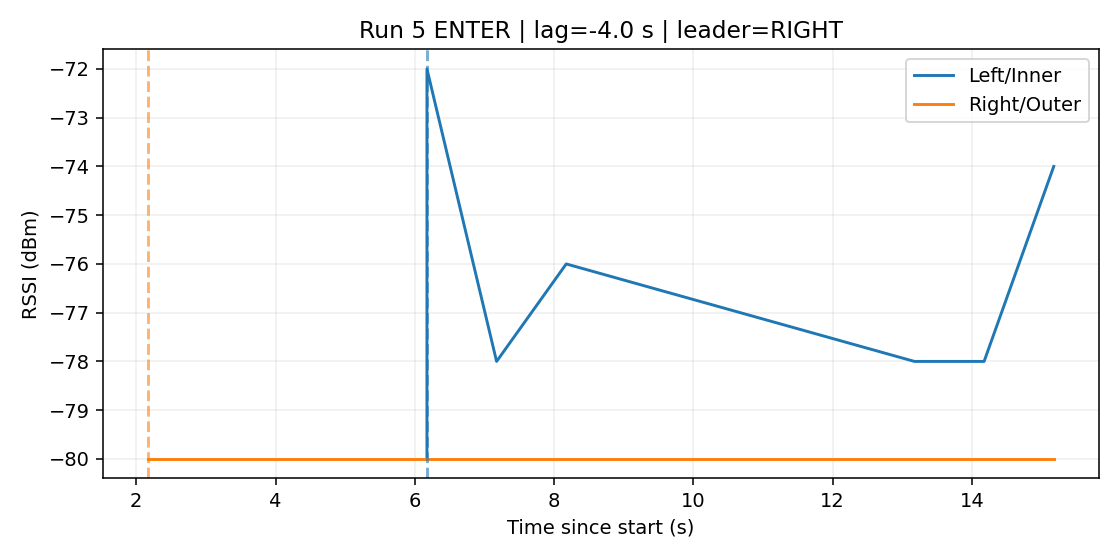 Run 5 ENTER | lag=-4.0 s | leader=RIGHT
Left/Inner
Right/Outer
−72
−73
−74
−75
−76
−77
−78
−79
−80
RSSI (dBm)
2 4 6 8 10 12 14
Time since start (s)